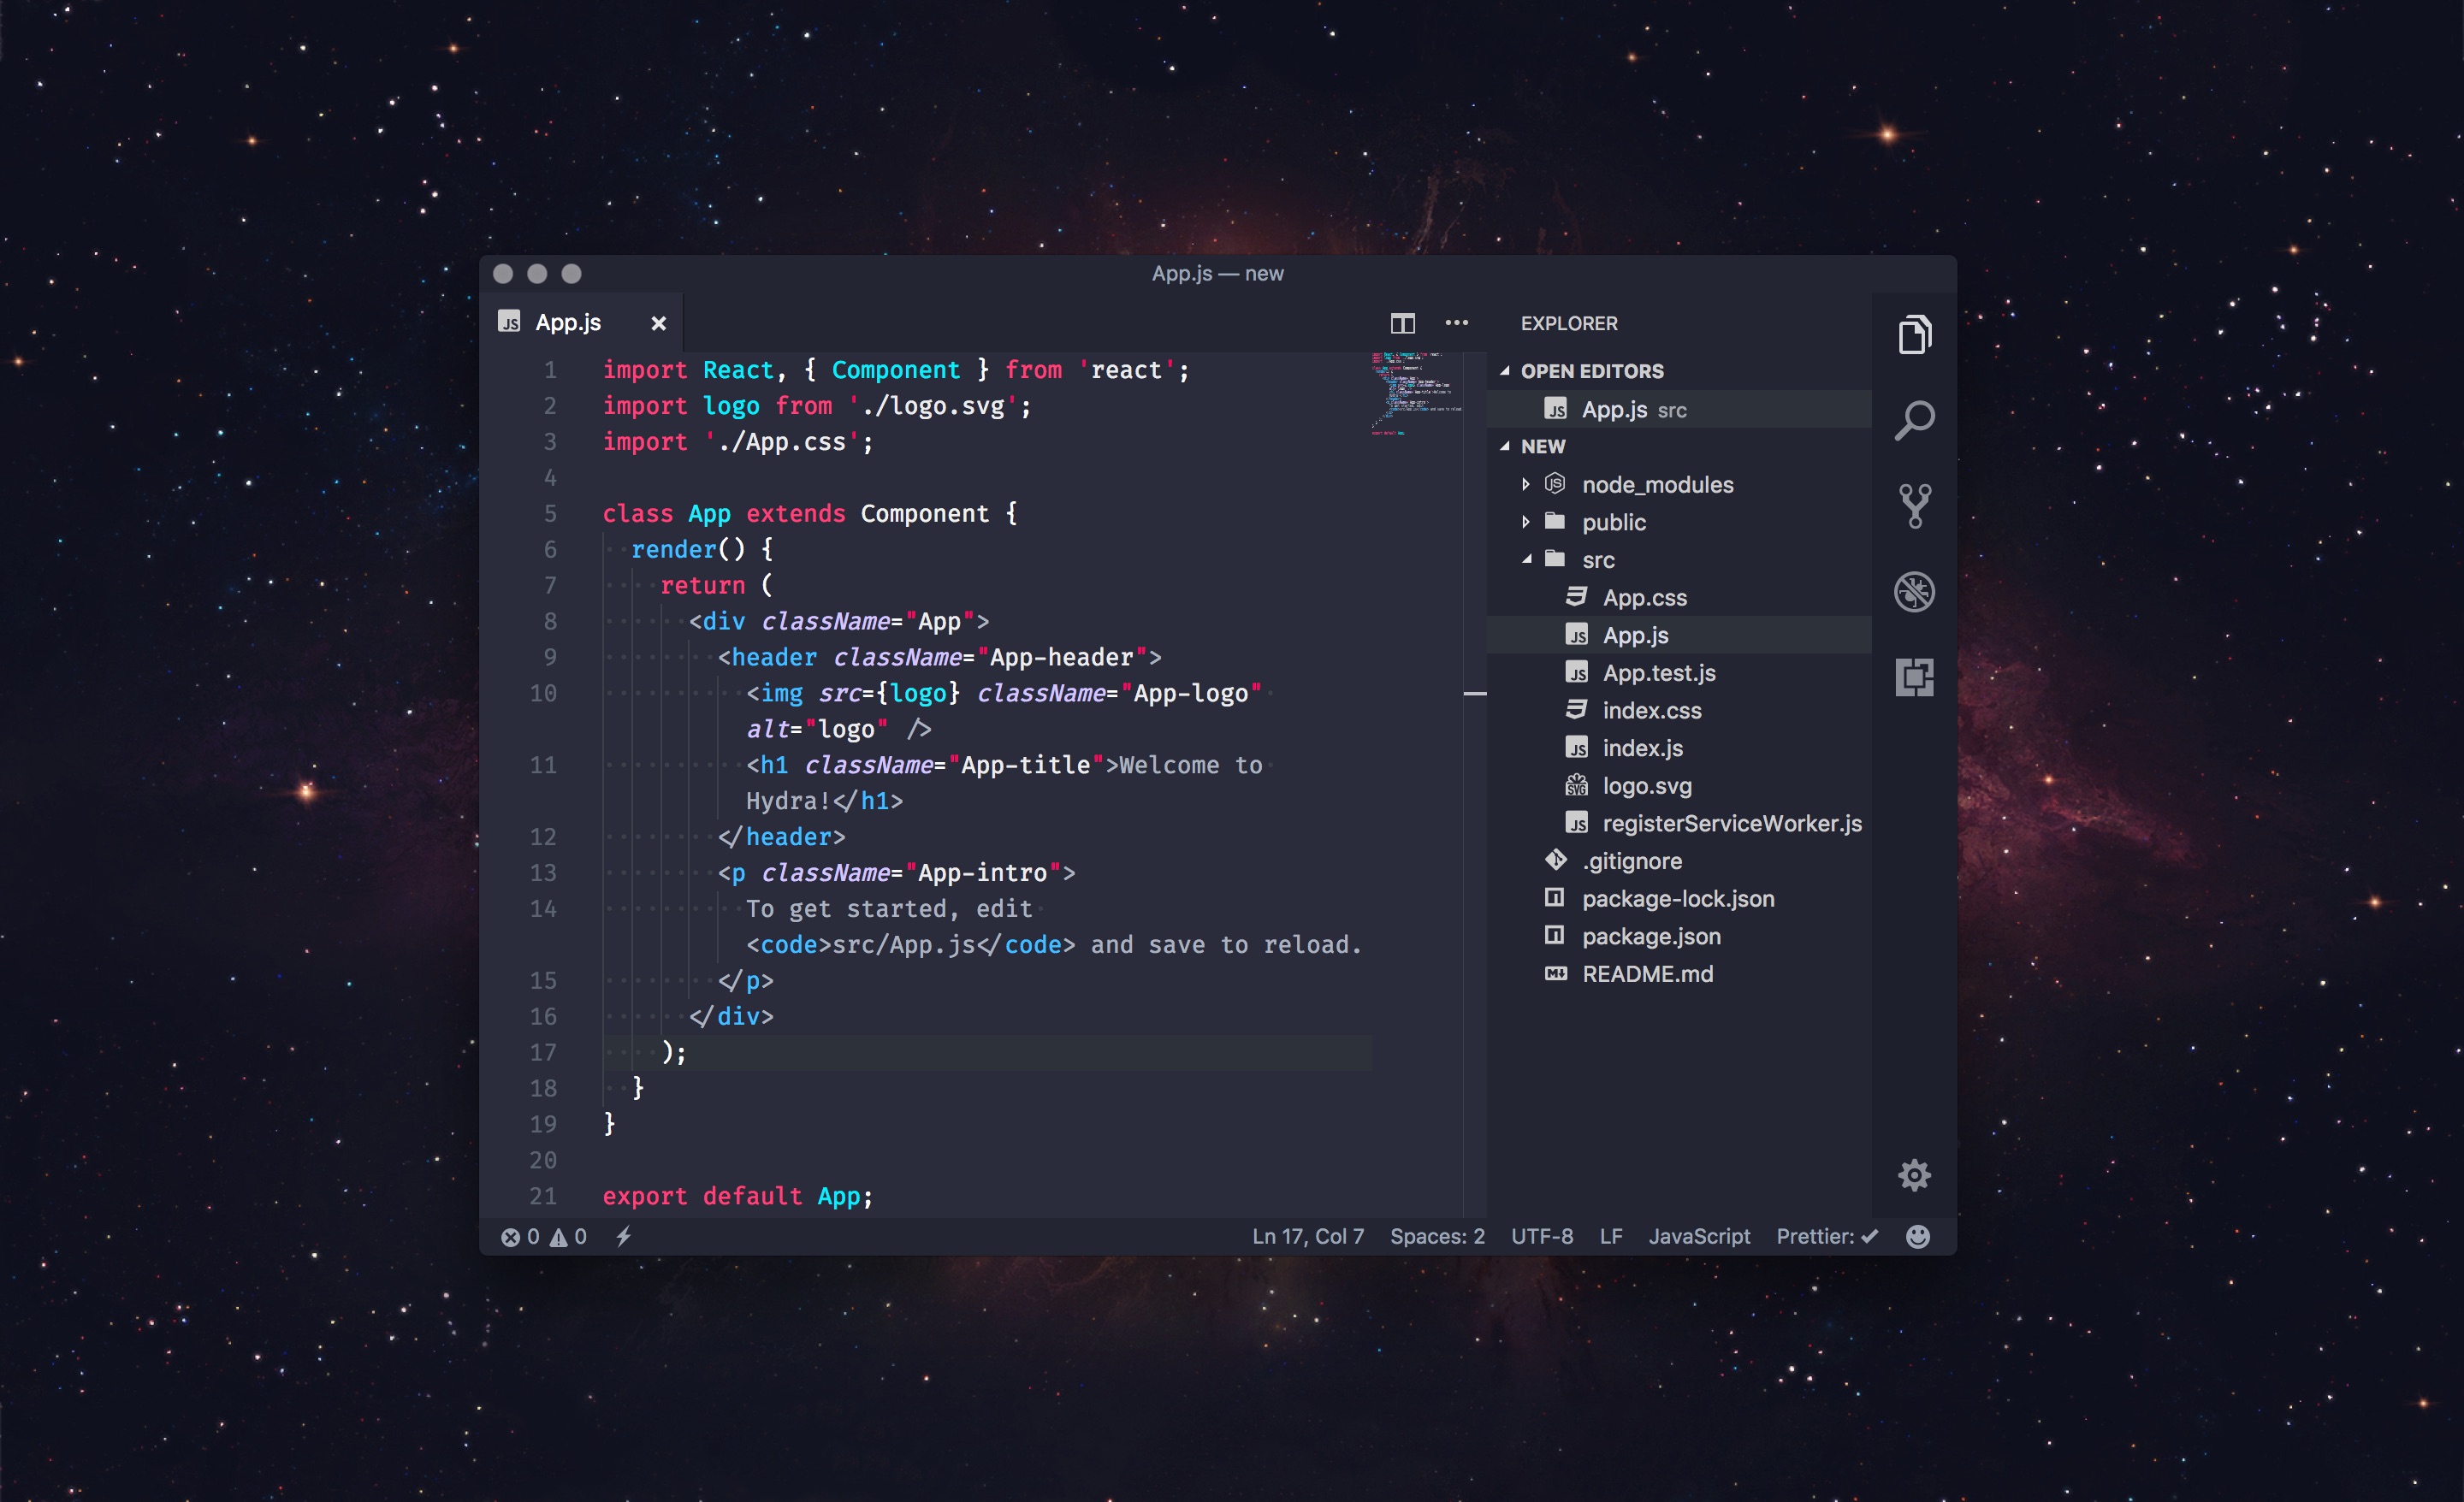 App.js — new
App.js
1 import React, { Component } from 'react';
2 import logo from './logo.svg';
3 import './App.css';
4
5 class App extends Component {
6 render() {
7 return (
8 <div className="App">
9 <header className="App-header">
10 <img src={logo} className="App-logo"
alt="logo" />
11 <h1 className="App-title">Welcome to
Hydra!</h1>
12 </header>
13 <p className="App-intro">
14 To get started, edit
<code>src/App.js</code> and save to reload.
15 </p>
16 </div>
17 );
18 }
19 }
20
21 export default App;
EXPLORER
OPEN EDITORS
JS App.js src
NEW
JS node_modules
public
src
App.css
JS App.js
JS App.test.js
index.css
JS index.js
SVG logo.svg
JS registerServiceWorker.js
.gitignore
package-lock.json
package.json
README.md
0 0 Ln 17, Col 7 Spaces: 2 UTF-8 LF JavaScript Prettier: ✓